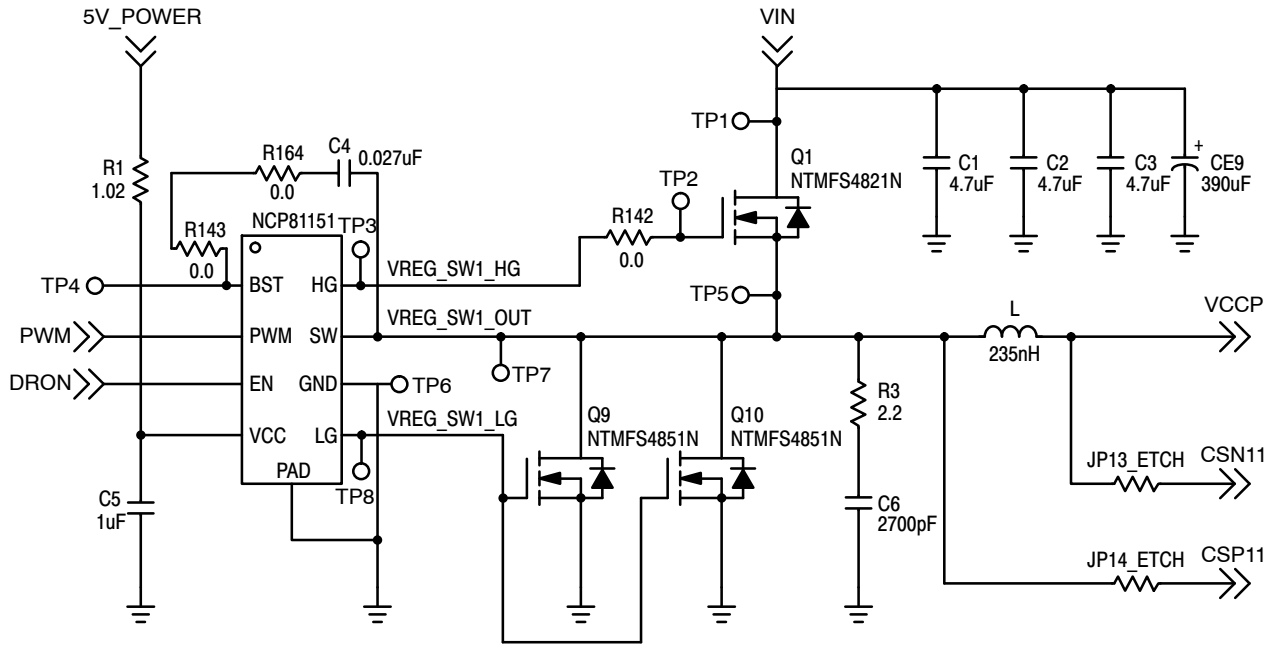 5V_POWER
VIN
TP1
R1
1.02
R164
0.0
C4
0.027uF
Q1
NTMFS4821N
C1
4.7uF
C2
4.7uF
C3
4.7uF
+
CE9
390uF
TP2
R142
0.0
R143
0.0
NCP81151
TP3
TP4
BST
HG
VREG_SW1_HG
TP5
PWM
PWM
SW
VREG_SW1_OUT
L
235nH
VCCP
DRON
EN
GND
TP6
TP7
VCC
LG
VREG_SW1_LG
PAD
TP8
Q9
NTMFS4851N
Q10
NTMFS4851N
R3
2.2
C5
1uF
C6
2700pF
JP13_ETCH
CSN11
JP14_ETCH
CSP11